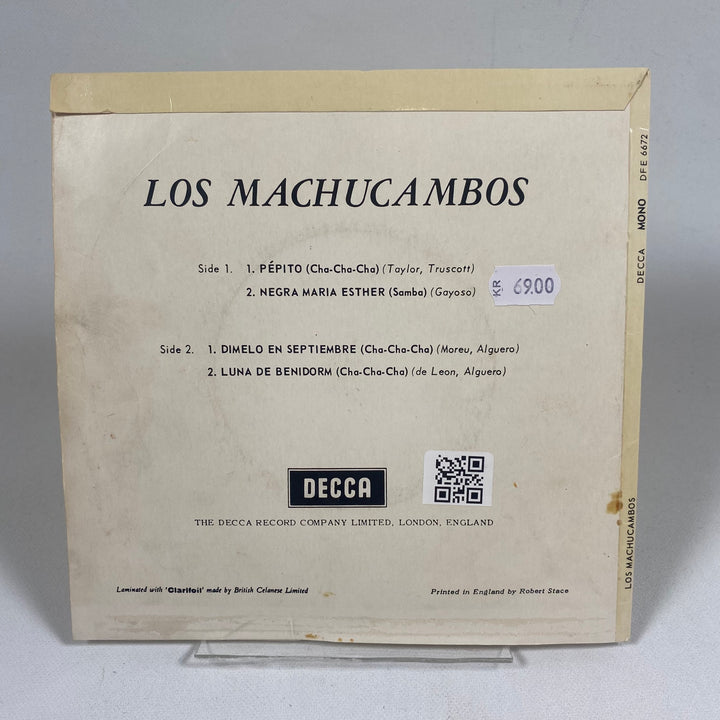 LOS MACHUCAMBOS
Side 1. 1. PÉPITO (Cha-Cha-Cha) (Taylor, Truscott)
2. NEGRA MARIA ESTHER (Samba) (Gayoso)
KR 69.00
Side 2. 1. DIMELO EN SEPTIEMBRE (Cha-Cha-Cha) (Moreu, Alguero)
2. LUNA DE BENIDORM (Cha-Cha-Cha) (de Leon, Alguero)
DECCA
THE DECCA RECORD COMPANY LIMITED, LONDON, ENGLAND
Laminated with 'Clarifoil' made by British Celanese Limited
Printed in England by Robert Stace
LOS MACHUCAMBOS DECCA MONO DFE 6672